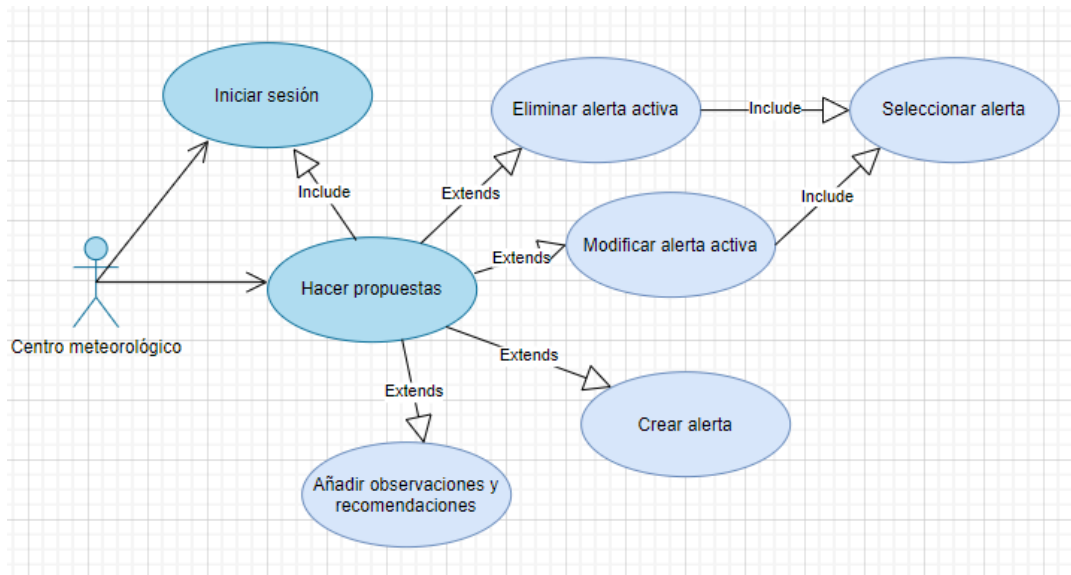 Iniciar sesión
Eliminar alerta activa
Include
Seleccionar alerta
Include
Extends
Include
Extends
Modificar alerta activa
Hacer propuestas
Centro meteorológico
Extends
Extends
Crear alerta
Añadir observaciones y
recomendaciones